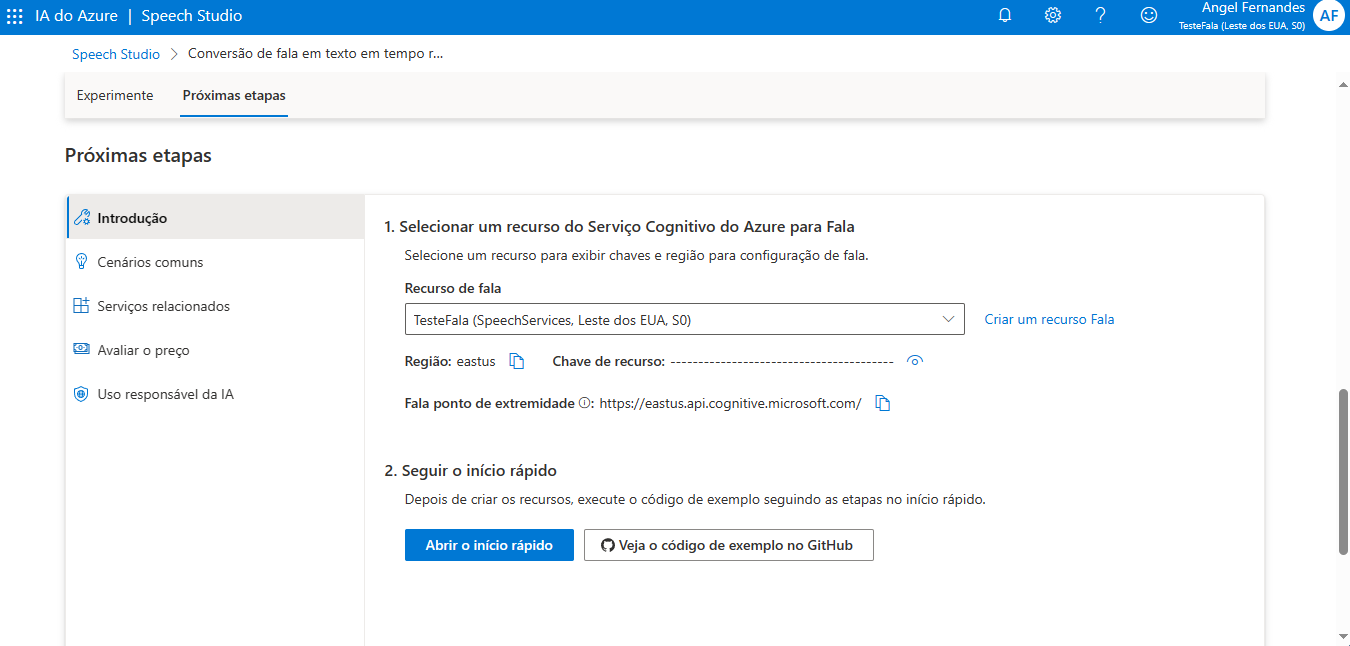 IA do Azure | Speech Studio
Angel Fernandes
TesteFala (Leste dos EUA, S0)
AF
Speech Studio > Conversão de fala em texto em tempo r...
Experimente
Próximas etapas
Próximas etapas
Introdução
Cenários comuns
Serviços relacionados
Avaliar o preço
Uso responsável da IA
1. Selecionar um recurso do Serviço Cognitivo do Azure para Fala
Selecione um recurso para exibir chaves e região para configuração de fala.
Recurso de fala
TesteFala (SpeechServices, Leste dos EUA, S0)
Criar um recurso Fala
Região: eastus
Chave de recurso: ----------------------------------------
Fala ponto de extremidade ⓘ: https://eastus.api.cognitive.microsoft.com/
2. Seguir o início rápido
Depois de criar os recursos, execute o código de exemplo seguindo as etapas no início rápido.
Abrir o início rápido
Veja o código de exemplo no GitHub